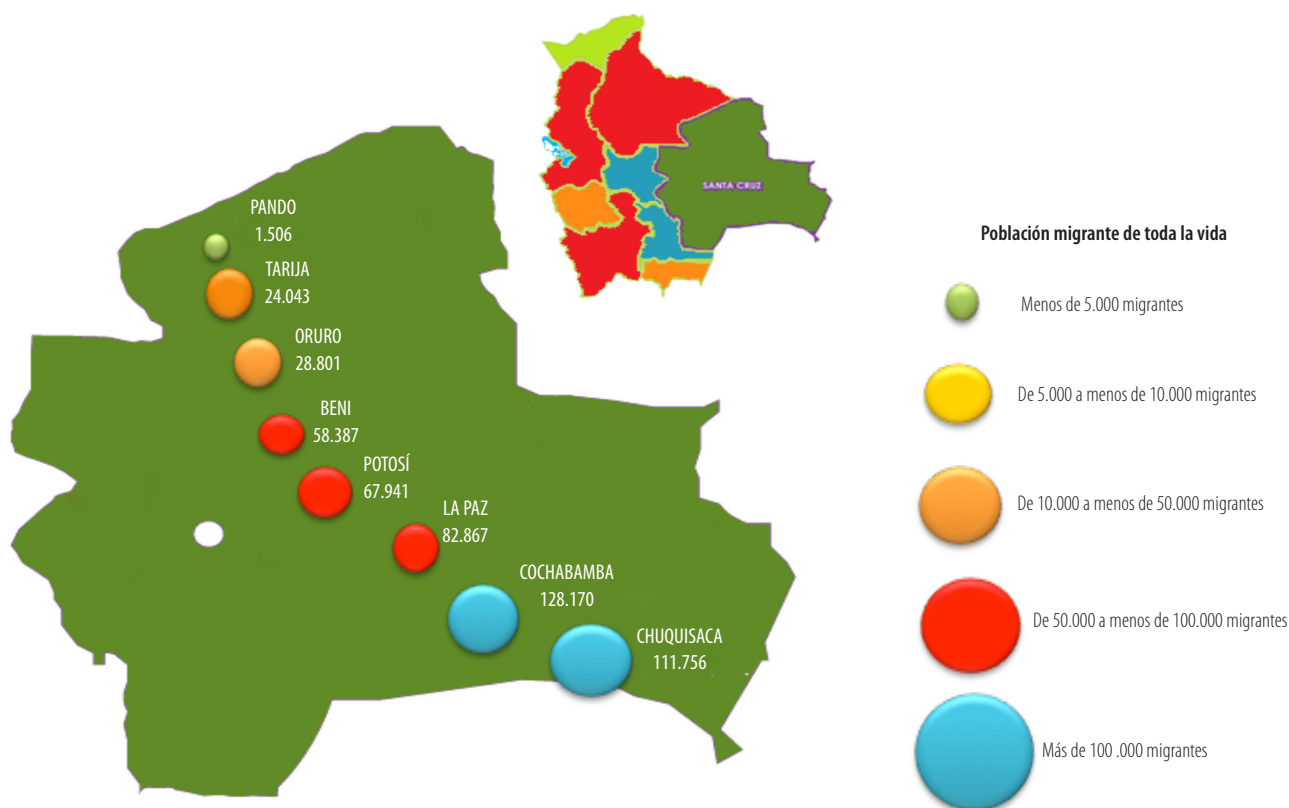 SANTA CRUZ
PANDO
1.506
TARIJA
24.043
ORURO
28.801
BENI
58.387
POTOSÍ
67.941
LA PAZ
82.867
COCHABAMBA
128.170
CHUQUISACA
111.756
Población migrante de toda la vida
Menos de 5.000 migrantes
De 5.000 a menos de 10.000 migrantes
De 10.000 a menos de 50.000 migrantes
De 50.000 a menos de 100.000 migrantes
Más de 100 .000 migrantes